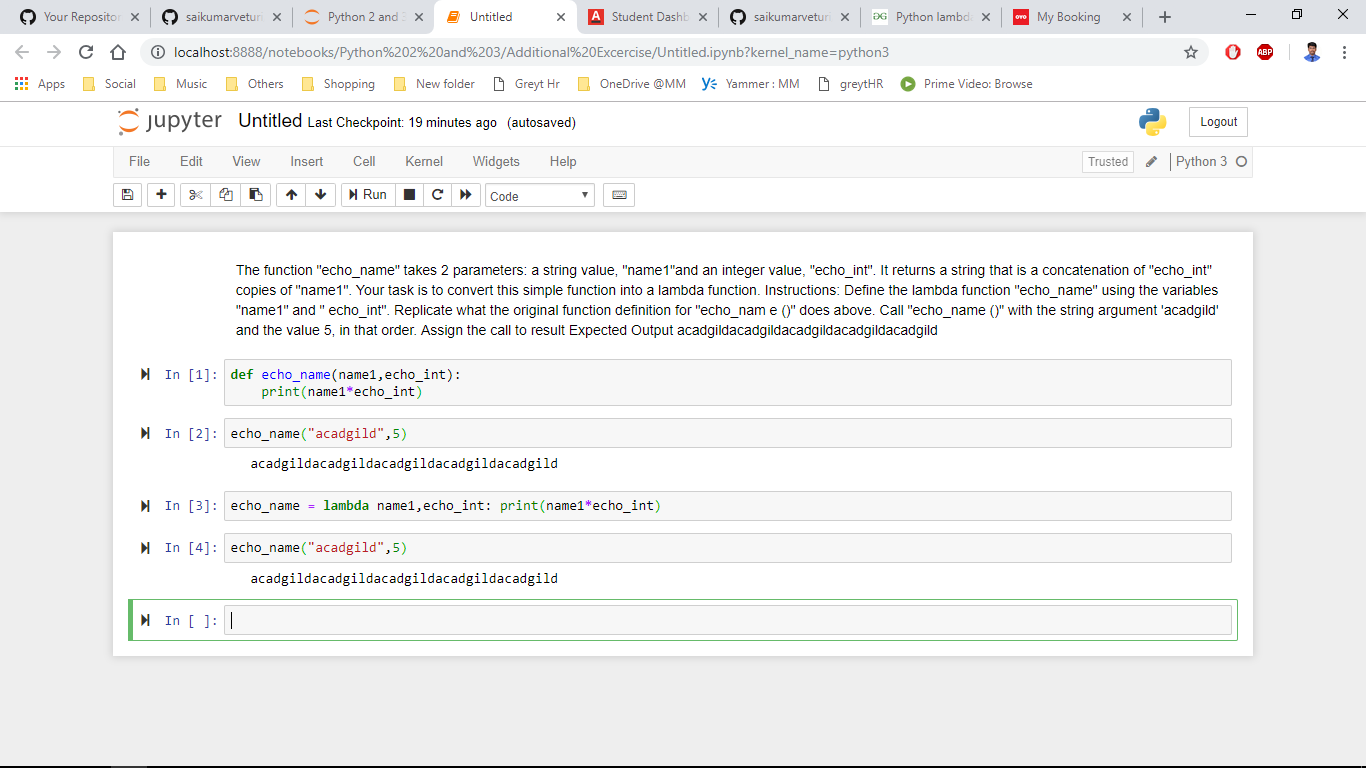 Your Repositor
saikumarveturi
Python 2 and 3
Untitled
Student Dashb
saikumarveturi
Python lambda
OYO My Booking
localhost:8888/notebooks/Python%202%20and%203/Additional%20Excercise/Untitled.ipynb?kernel_name=python3
ABP
Apps Social Music Others Shopping New folder Greyt Hr OneDrive @MM Yammer : MM greytHR Prime Video: Browse
jupyter Untitled Last Checkpoint: 19 minutes ago (autosaved) Logout
File Edit View Insert Cell Kernel Widgets Help Trusted Python 3
Run Code
The function "echo_name" takes 2 parameters: a string value, "name1"and an integer value, "echo_int". It returns a string that is a concatenation of "echo_int"
copies of "name1". Your task is to convert this simple function into a lambda function. Instructions: Define the lambda function "echo_name" using the variables
"name1" and " echo_int". Replicate what the original function definition for "echo_nam e ()" does above. Call "echo_name ()" with the string argument 'acadgild'
and the value 5, in that order. Assign the call to result Expected Output acadgildacadgildacadgildacadgildacadgild
In [1]: def echo_name(name1,echo_int):
print(name1*echo_int)
In [2]: echo_name("acadgild",5)
acadgildacadgildacadgildacadgildacadgild
In [3]: echo_name = lambda name1,echo_int: print(name1*echo_int)
In [4]: echo_name("acadgild",5)
acadgildacadgildacadgildacadgildacadgild
In [ ]: